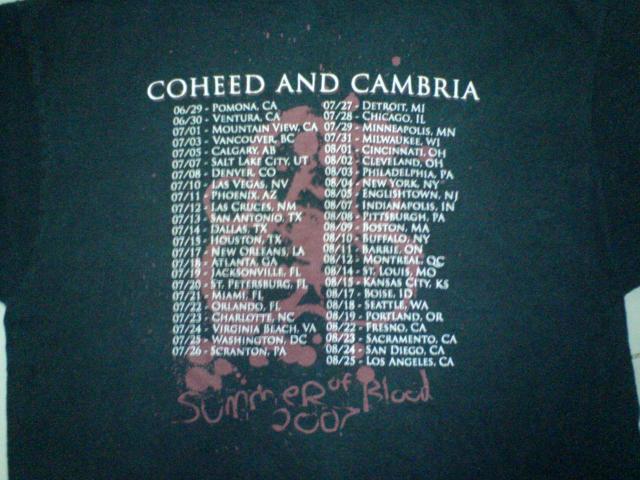 COHEED AND CAMBRIA
06/29 - POMONA, CA
06/30 - VENTURA, CA
07/01 - MOUNTAIN VIEW, CA
07/03 - VANCOUVER, BC
07/05 - CALGARY, AB
07/07 - SALT LAKE CITY, UT
07/08 - DENVER, CO
07/10 - LAS VEGAS, NV
07/11 - PHOENIX, AZ
07/12 - LAS CRUCES, NM
07/13 - SAN ANTONIO, TX
07/14 - DALLAS, TX
07/15 - HOUSTON, TX
07/17 - NEW ORLEANS, LA
07/18 - ATLANTA, GA
07/19 - JACKSONVILLE, FL
07/20 - ST. PETERSBURG, FL
07/21 - MIAMI, FL
07/22 - ORLANDO, FL
07/23 - CHARLOTTE, NC
07/24 - VIRGINIA BEACH, VA
07/25 - WASHINGTON, DC
07/26 - SCRANTON, PA
07/27 - DETROIT, MI
07/28 - CHICAGO, IL
07/29 - MINNEAPOLIS, MN
07/31 - MILWAUKEE, WI
08/01 - CINCINNATI, OH
08/02 - CLEVELAND, OH
08/03 - PHILADELPHIA, PA
08/04 - NEW YORK, NY
08/05 - ENGLISHTOWN, NJ
08/07 - INDIANAPOLIS, IN
08/08 - PITTSBURGH, PA
08/09 - BOSTON, MA
08/10 - BUFFALO, NY
08/11 - BARRIE, ON
08/12 - MONTREAL, QC
08/14 - ST. LOUIS, MO
08/15 - KANSAS CITY, KS
08/17 - BOISE, ID
08/18 - SEATTLE, WA
08/19 - PORTLAND, OR
08/22 - FRESNO, CA
08/23 - SACRAMENTO, CA
08/24 - SAN DIEGO, CA
08/25 - LOS ANGELES, CA
SUMMER OF Blood
2007